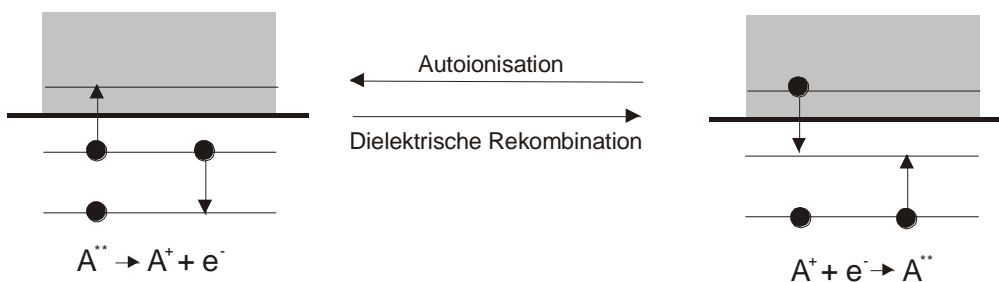 Autoionisation
Dielektrische Rekombination
A** → A⁺ + e⁻
A⁺ + e⁻ → A**